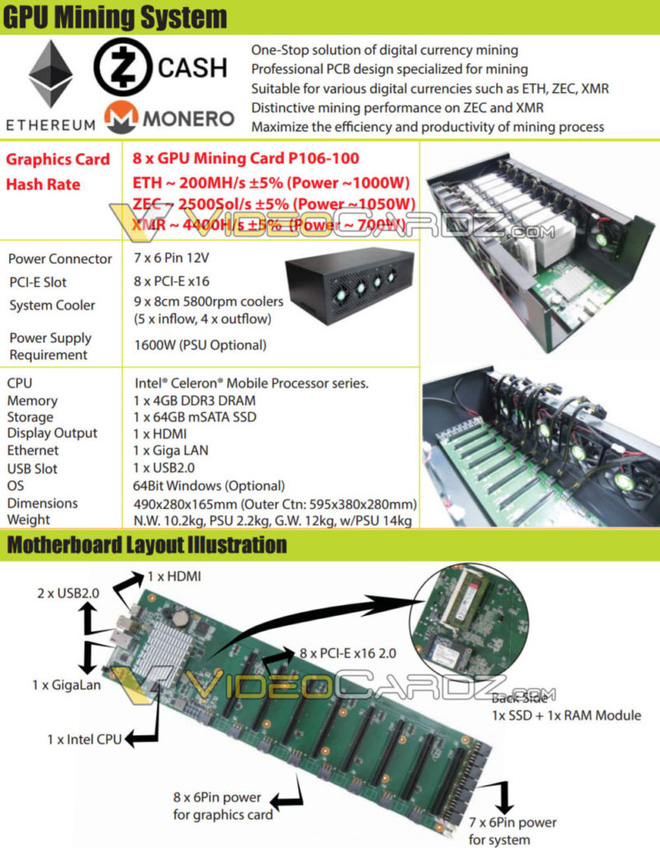 GPU Mining System
ETHEREUM
ZCASH
MONERO
One-Stop solution of digital currency mining
Professional PCB design specialized for mining
Suitable for various digital currencies such as ETH, ZEC, XMR
Distinctive mining performance on ZEC and XMR
Maximize the efficiency and productivity of mining process
Graphics Card 8 x GPU Mining Card P106-100
Hash Rate ETH ~ 200MH/s ±5% (Power ~1000W)
ZEC ~ 2500Sol/s ±5% (Power ~1050W)
XMR ~ 4400H/s ±5% (Power ~ 700W)
VIDEOCARDZ.COM
Power Connector 7 x 6 Pin 12V
PCI-E Slot 8 x PCI-E x16
System Cooler 9 x 8cm 5800rpm coolers
(5 x inflow, 4 x outflow)
Power Supply
Requirement 1600W (PSU Optional)
CPU Intel® Celeron® Mobile Processor series.
Memory 1 x 4GB DDR3 DRAM
Storage 1 x 64GB mSATA SSD
Display Output 1 x HDMI
Ethernet 1 x Giga LAN
USB Slot 1 x USB2.0
OS 64Bit Windows (Optional)
Dimensions 490x280x165mm (Outer Ctn: 595x380x280mm)
Weight N.W. 10.2kg, PSU 2.2kg, G.W. 12kg, w/PSU 14kg
Motherboard Layout Illustration
1 x HDMI
2 x USB2.0
8 x PCI-E x16 2.0
1 x GigaLan
VIDEOCARDZ.COM
Back Side
1x SSD + 1x RAM Module
1 x Intel CPU
8 x 6Pin power
for graphics card
7 x 6Pin power
for system